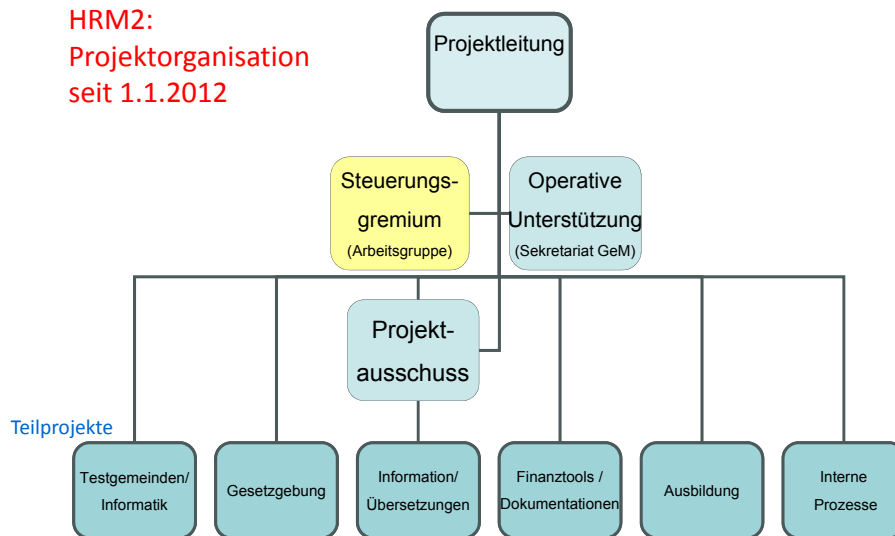 HRM2:
Projektorganisation
seit 1.1.2012
Projektleitung
Steuerungs-
gremium
(Arbeitsgruppe)
Operative
Unterstützung
(Sekretariat GeM)
Projekt-
ausschuss
Teilprojekte
Testgemeinden/
Informatik
Gesetzgebung
Information/
Übersetzungen
Finanztools /
Dokumentationen
Ausbildung
Interne
Prozesse